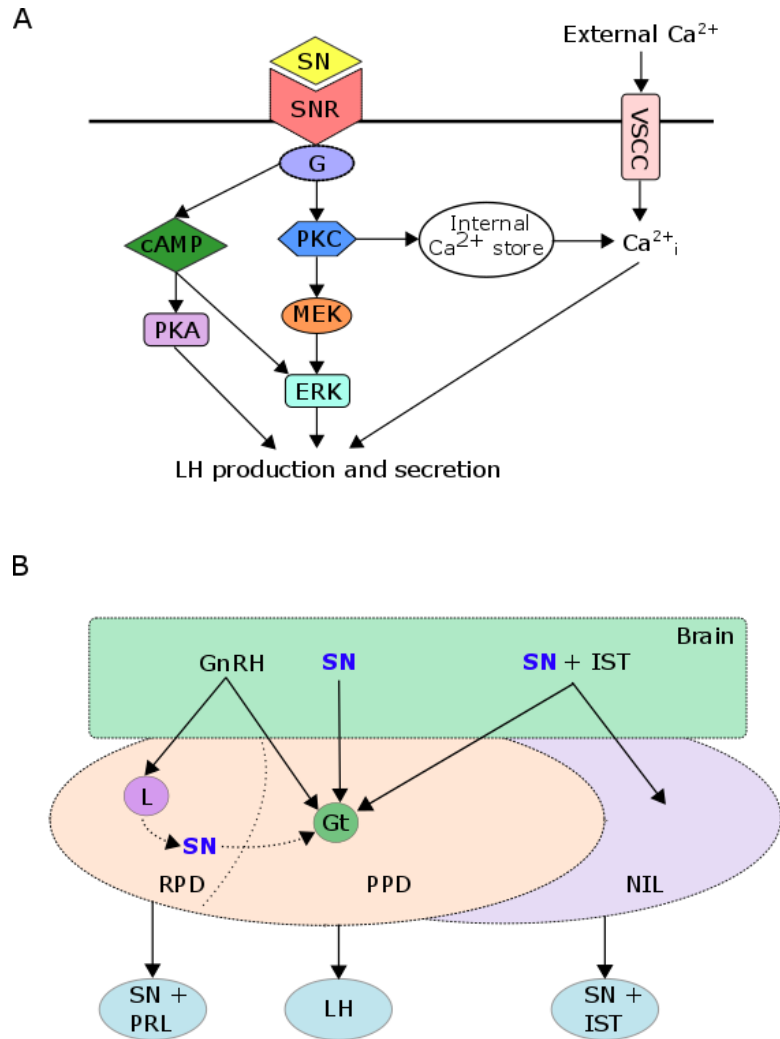 A
External Ca²⁺
SN
SNR
VSCC
G
cAMP
PKC
Internal
Ca²⁺ store
Ca²⁺ᵢ
PKA
MEK
ERK
LH production and secretion
B
Brain
GnRH
SN
SN + IST
L
Gt
SN
RPD
PPD
NIL
SN +
PRL
LH
SN +
IST